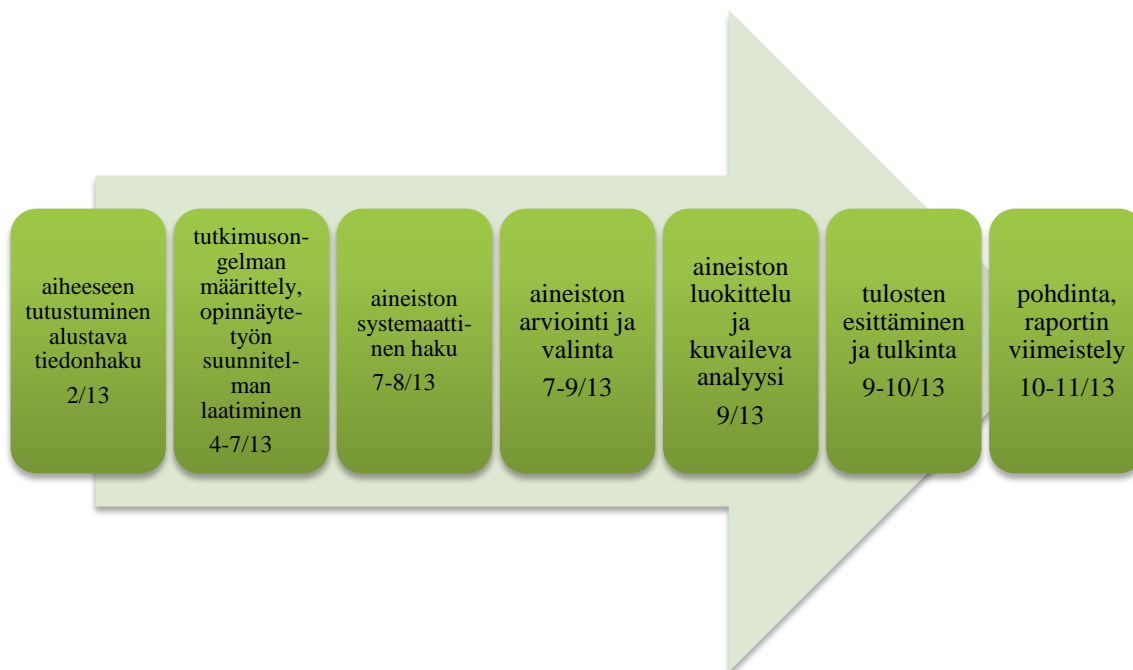 aiheeseen
tutustuminen
alustava
tiedonhaku
2/13
tutkimuson-
gelman
määrittely,
opinnäyte-
työn
suunnitel-
man
laatiminen
4-7/13
aineiston
systemaatti-
nen haku
7-8/13
aineiston
arviointi ja
valinta
7-9/13
aineiston
luokittelu
ja
kuvaileva
analyysi
9/13
tulosten
esittäminen
ja tulkinta
9-10/13
pohdinta,
raportin
viimeistely
10-11/13